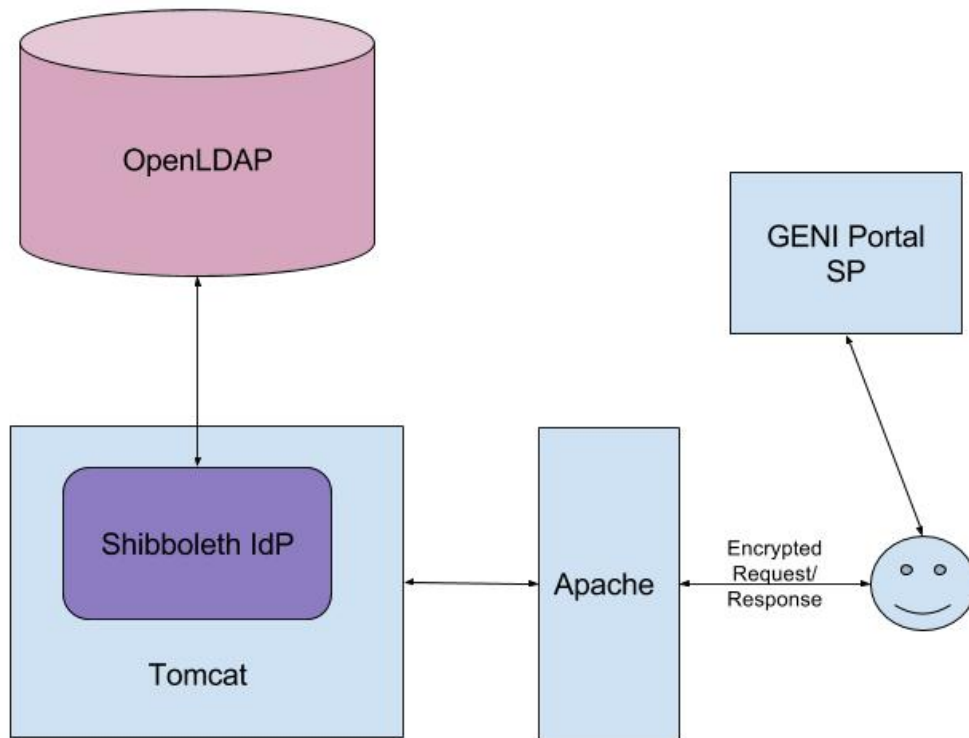 OpenLDAP
GENI Portal
SP
Shibboleth IdP
Tomcat
Apache
Encrypted
Request/
Response